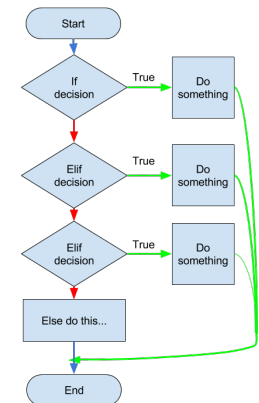 Start
If
decision
True
Do
something
Elif
decision
True
Do
something
Elif
decision
True
Do
something
Else do this...
End